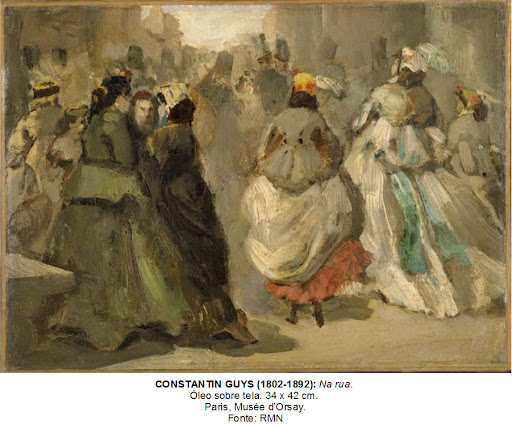 CONSTANTIN GUYS (1802-1892): Na rua.
Óleo sobre tela. 34 x 42 cm.
Paris, Musée d'Orsay.
Fonte: RMN